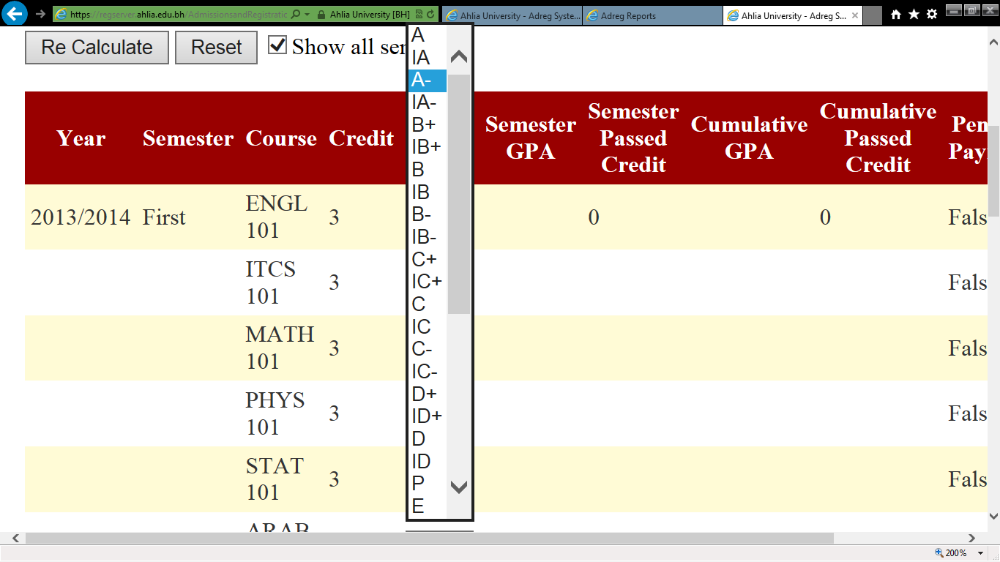 https://regserver.ahlia.edu.bh/AdmissionsandRegistratic Ahlia University [BH] Ahlia University - Adreg Syste... Adreg Reports Ahlia University - Adreg S...
Re Calculate Reset Show all ser
Year Semester Course Credit Semester GPA Semester Passed Credit Cumulative GPA Cumulative Passed Credit Pen Pay
2013/2014 First ENGL 101 3 0 0 Fals
ITCS 101 3 Fals
MATH 101 3 Fals
PHYS 101 3 Fals
STAT 101 3 Fals
ARAB
A
IA
A-
IA-
B+
IB+
B
IB
B-
IB-
C+
IC+
C
IC
C-
IC-
D+
ID+
D
ID
P
E
200%